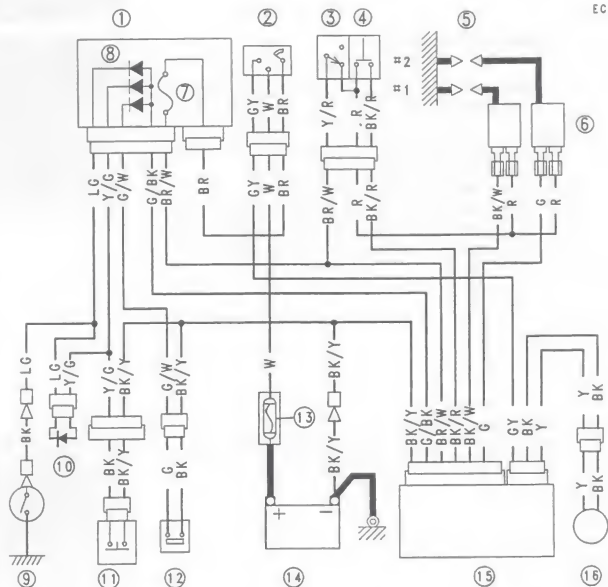 EC
① ② ③ ④ ⑤
⑧ ⑦ #2 #1 ⑥
GY W BR Y/R R BK/R
LG Y/G G/W G/BK BR/W BR GY W BR BR/W R BK/R BK/W R G R
LG LG Y/G G/W BK/Y W BK/Y
Y/G BK/Y
BK BK BK/Y G BK
⑬
BK/Y G/BK BR/W BK/R BK/W G GY BK Y
Y BK
Y BK
⑩
+ −
⑨ ⑪ ⑫ ⑭ ⑮ ⑯